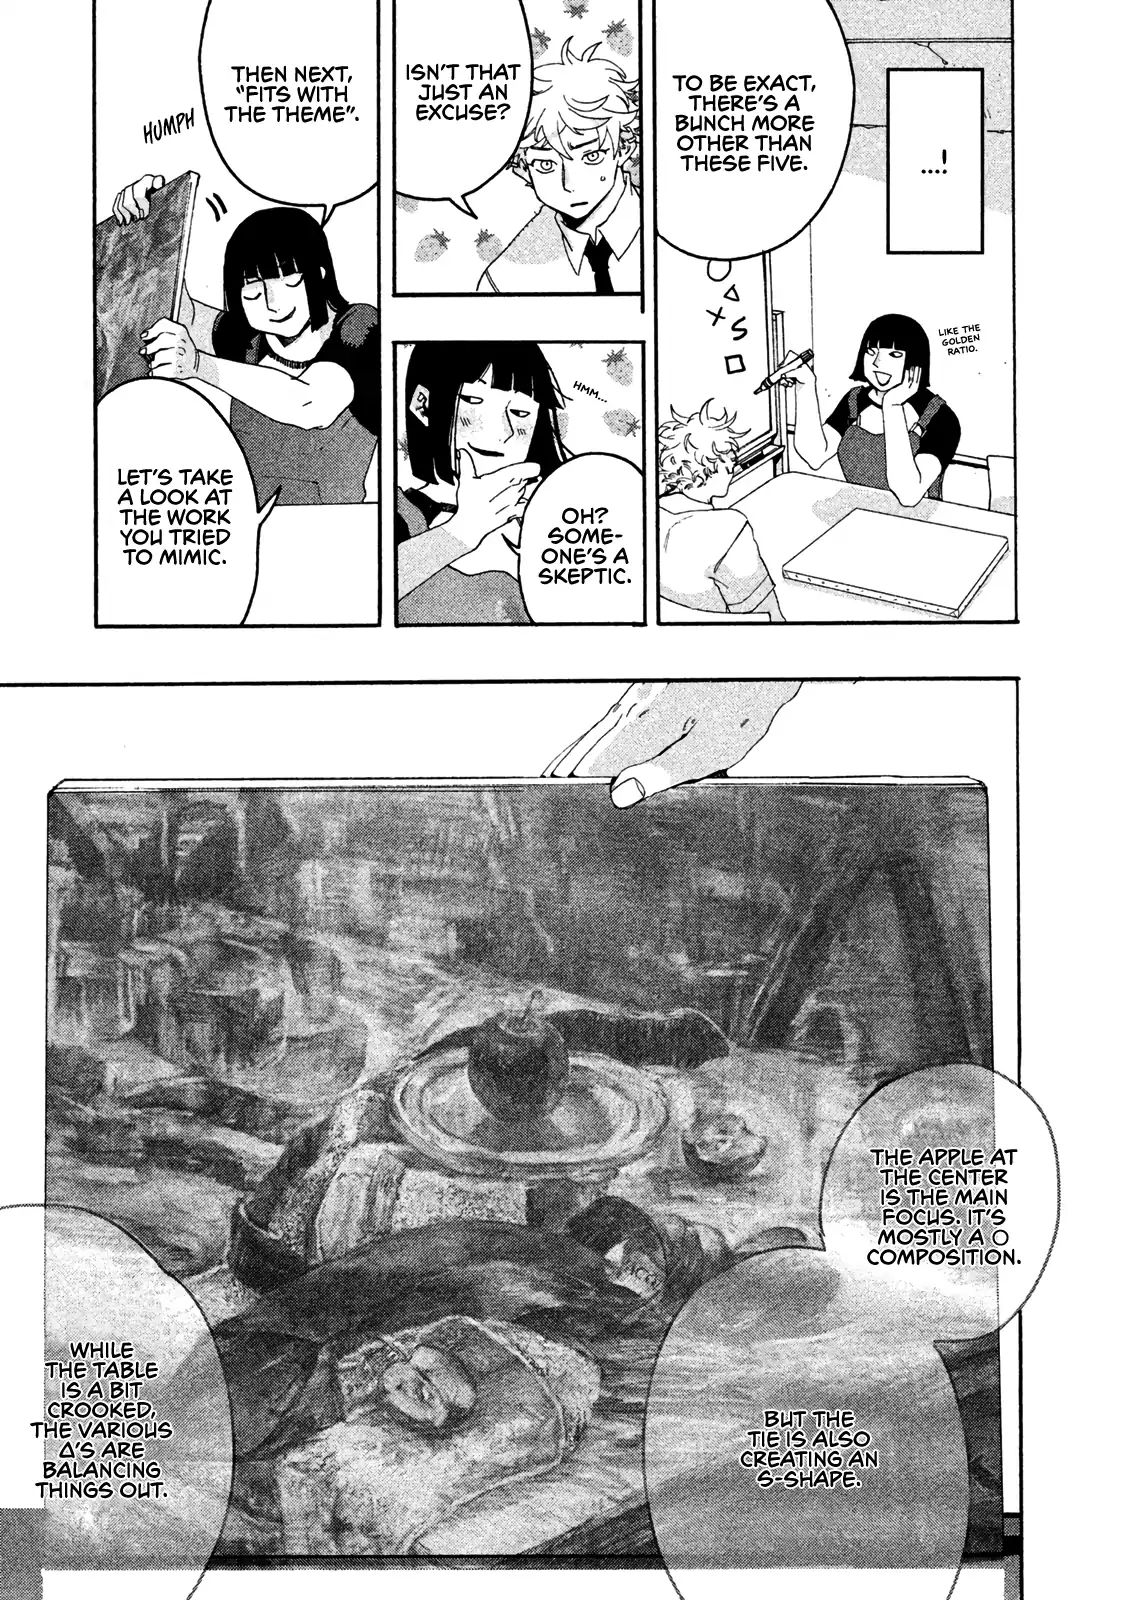 ...!
TO BE EXACT,
THERE'S A
BUNCH MORE
OTHER THAN
THESE FIVE.
LIKE THE
GOLDEN
RATIO.
ISN'T THAT
JUST AN
EXCUSE?
HMM...
OH?
SOME-
ONE'S A
SKEPTIC.
THEN NEXT,
"FITS WITH
THE THEME".
HUMPH
LET'S TAKE
A LOOK AT
THE WORK
YOU TRIED
TO MIMIC.
THE APPLE AT
THE CENTER
IS THE MAIN
FOCUS. IT'S
MOSTLY A O
COMPOSITION.
BUT THE
TIE IS ALSO
CREATING AN
S-SHAPE.
WHILE
THE TABLE
IS A BIT
CROOKED,
THE VARIOUS
Δ'S ARE
BALANCING
THINGS OUT.